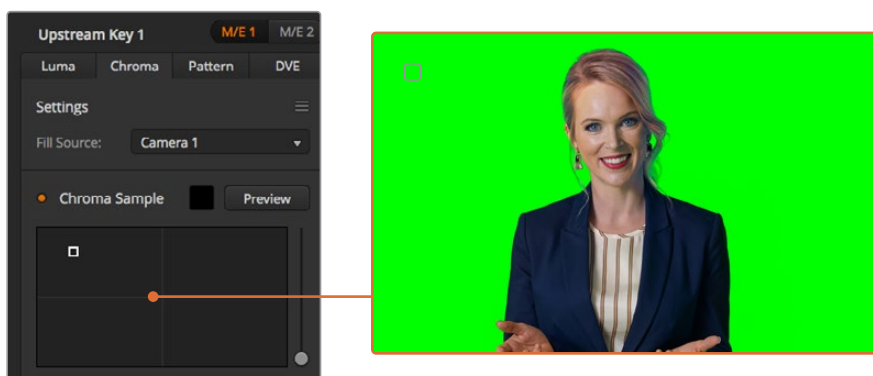 Upstream Key 1 M/E 1 M/E 2
Luma Chroma Pattern DVE
Settings
Fill Source: Camera 1
Chroma Sample Preview